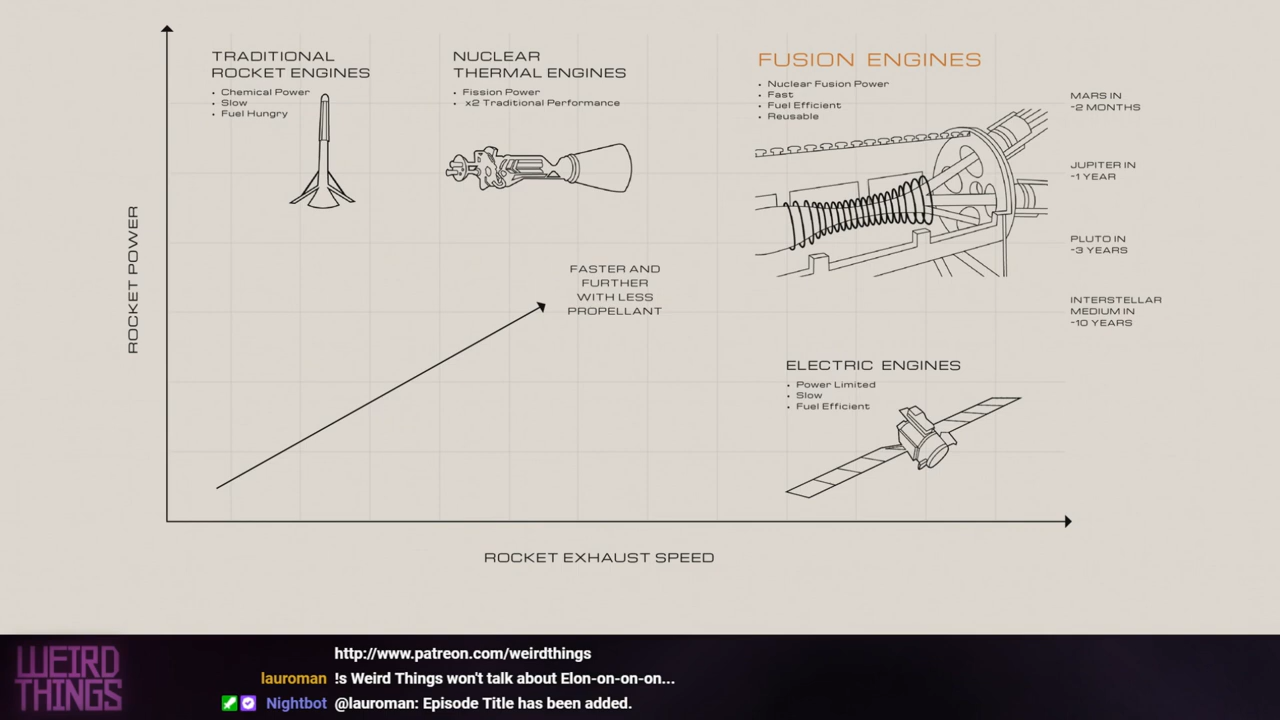 TRADITIONAL
ROCKET ENGINES
• Chemical Power
• Slow
• Fuel Hungry
NUCLEAR
THERMAL ENGINES
• Fission Power
• x2 Traditional Performance
FUSION ENGINES
• Nuclear Fusion Power
• Fast
• Fuel Efficient
• Reusable
MARS IN
~2 MONTHS
JUPITER IN
~1 YEAR
PLUTO IN
~3 YEARS
INTERSTELLAR
MEDIUM IN
~10 YEARS
ROCKET POWER
FASTER AND
FURTHER
WITH LESS
PROPELLANT
ELECTRIC ENGINES
• Power Limited
• Slow
• Fuel Efficient
ROCKET EXHAUST SPEED
WEIRD
THINGS
http://www.patreon.com/weirdthings
lauroman !s Weird Things won't talk about Elon-on-on-on...
Nightbot @lauroman: Episode Title has been added.